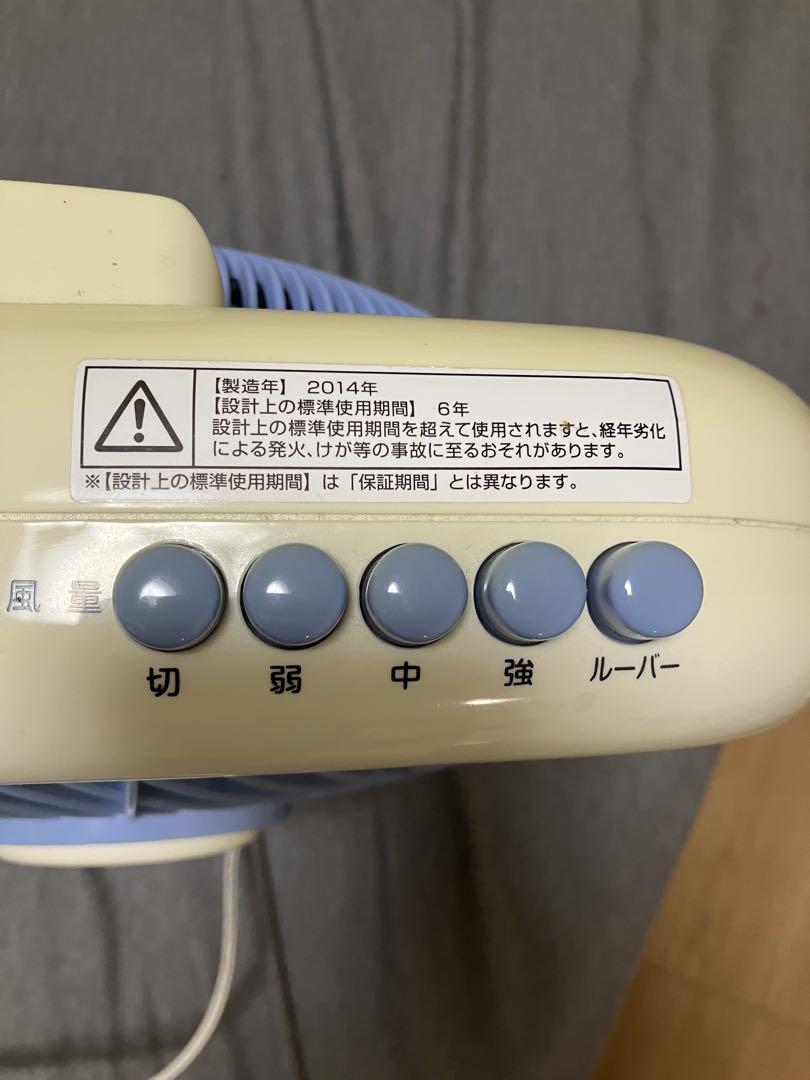 【製造年】 2014年
【設計上の標準使用期間】 6年
設計上の標準使用期間を超えて使用されますと、経年劣化
による発火、けが等の事故に至るおそれがあります。
※【設計上の標準使用期間】は「保証期間」とは異なります。
風量
切 弱 中 強 ルーバー